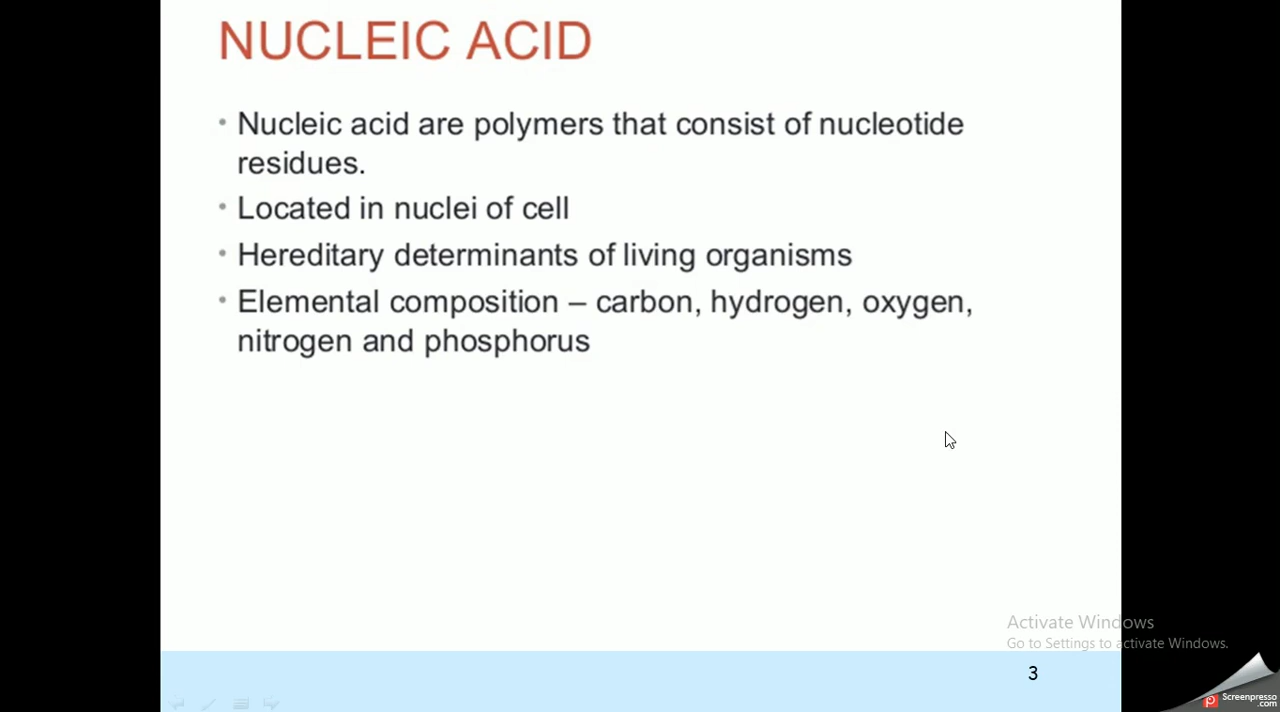 NUCLEIC ACID
• Nucleic acid are polymers that consist of nucleotide
residues.
• Located in nuclei of cell
• Hereditary determinants of living organisms
• Elemental composition – carbon, hydrogen, oxygen,
nitrogen and phosphorus
Activate Windows
Go to Settings to activate Windows.
3
Screenpresso
.com